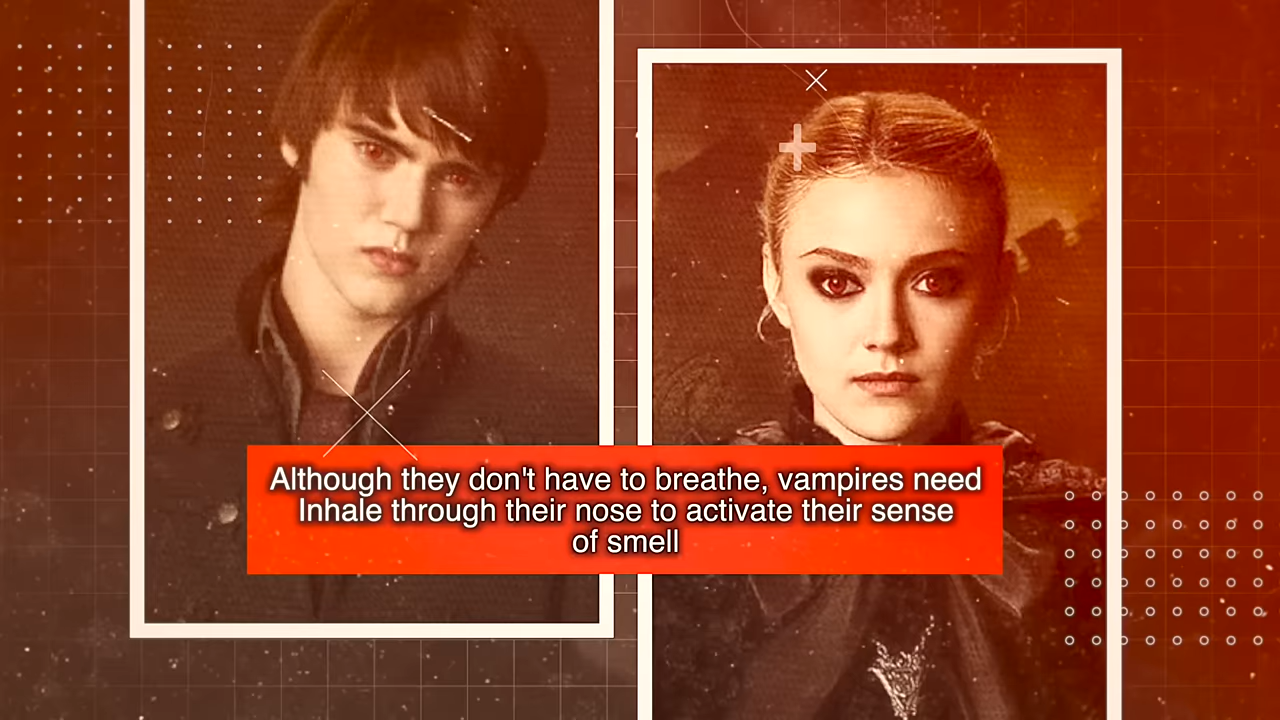 Although they don't have to breathe, vampires need
Inhale through their nose to activate their sense
of smell